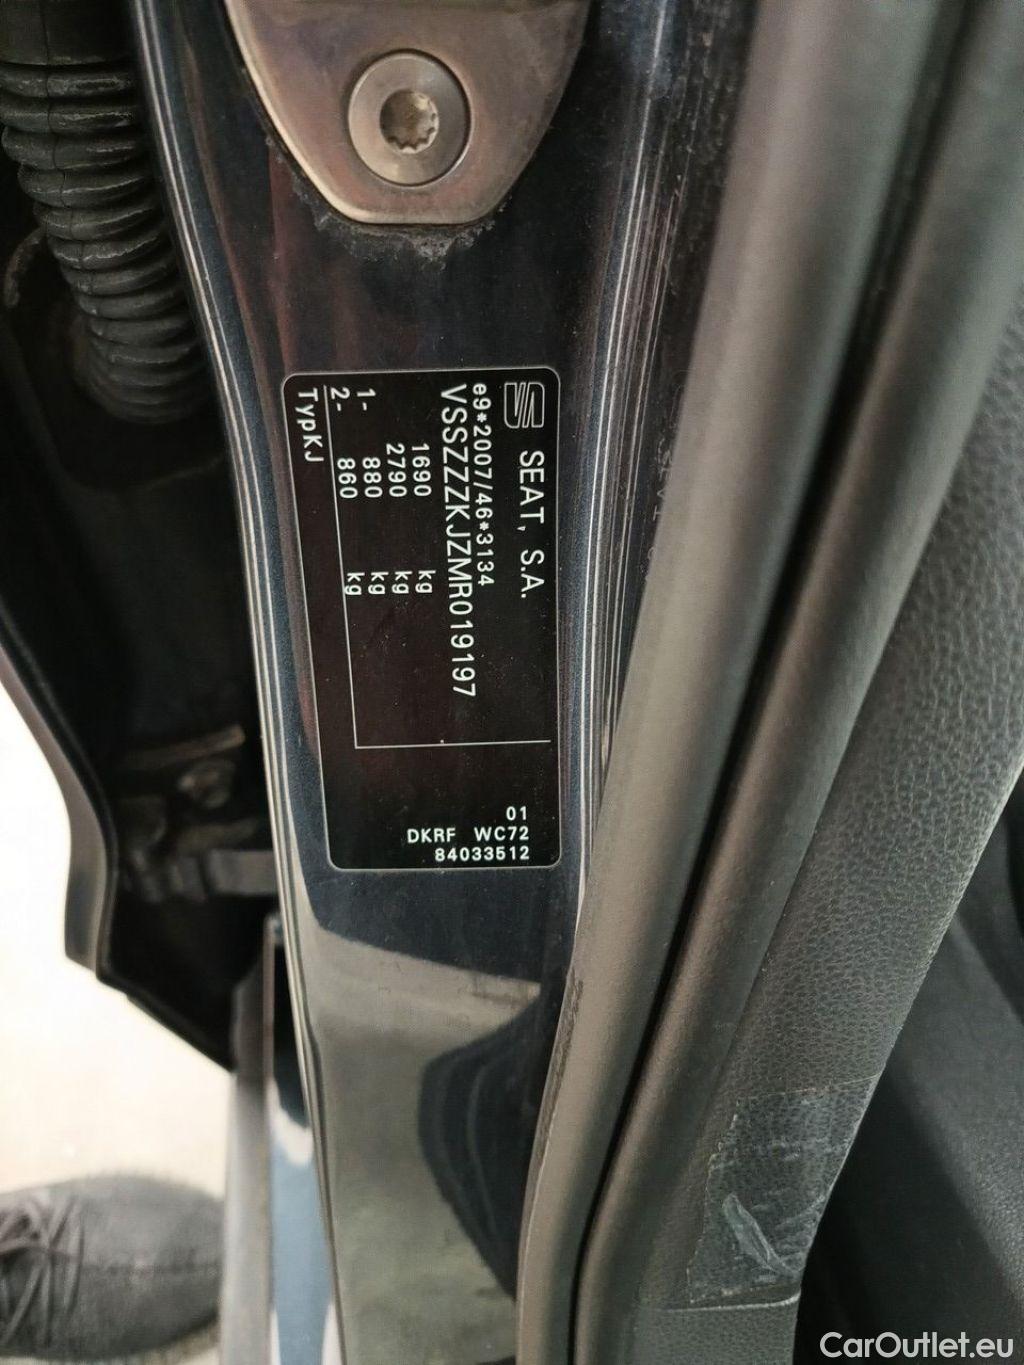 SEAT, S.A.
e9*2007/46*3134
VSSZZZKJZMR019197
1690 kg
2790 kg
1- 880 kg
2- 860 kg
TypKJ
01
DKRF WC72
84033512
CarOutlet.eu